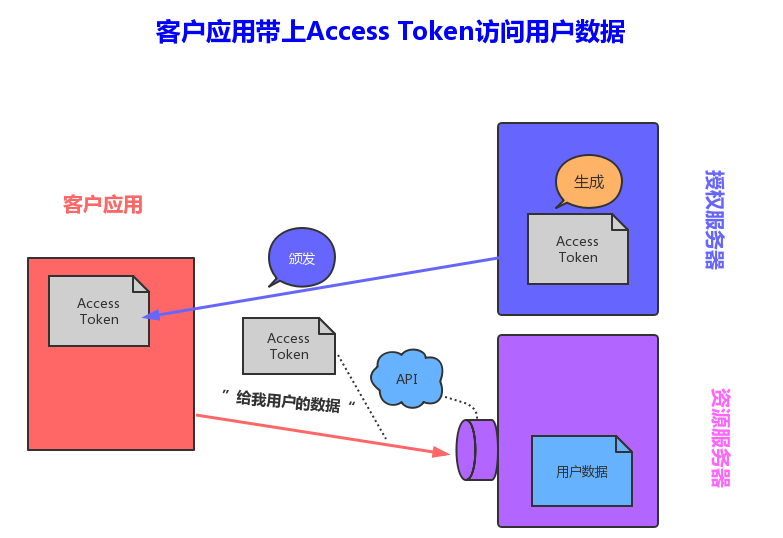 客户应用带上Access Token访问用户数据
客户应用
Access
Token
颁发
生成
Access
Token
授权服务器
Access
Token
API
” 给我用户的数据 “
用户数据
资源服务器